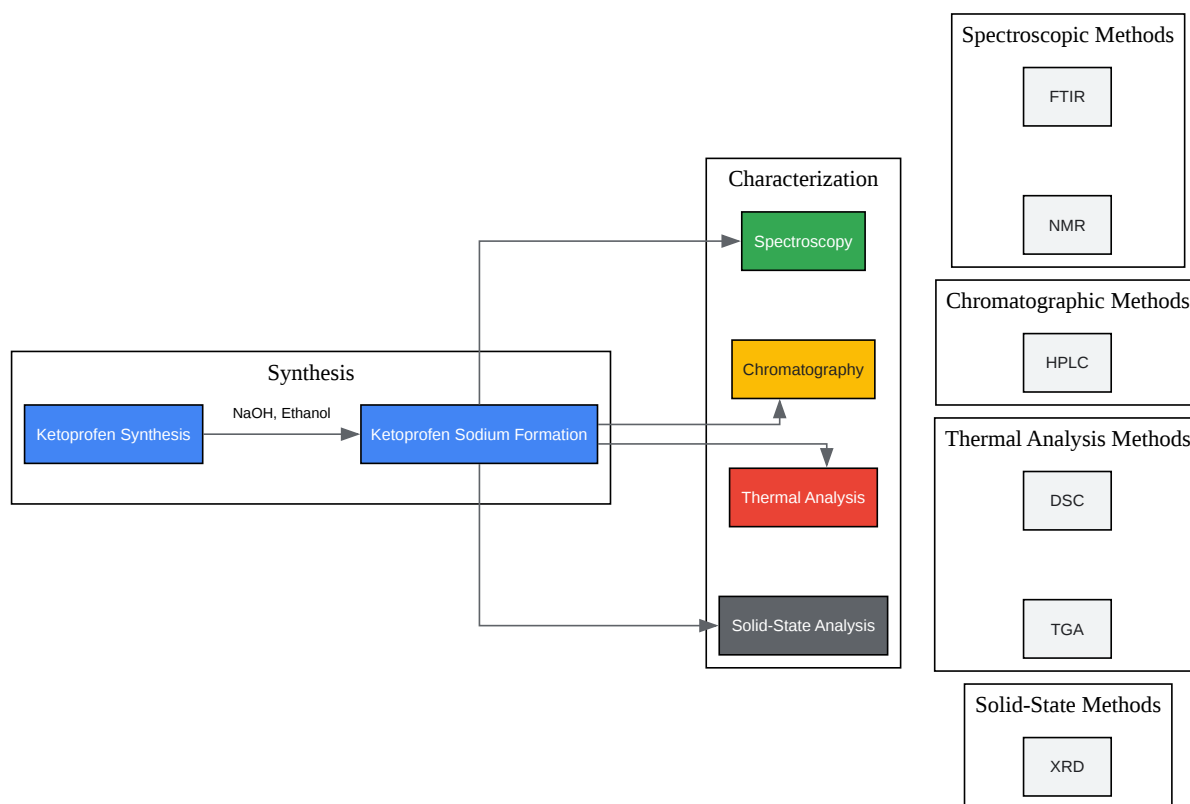 Synthesis
Ketoprofen Synthesis
NaOH, Ethanol
Ketoprofen Sodium Formation
Characterization
Spectroscopy
Chromatography
Thermal Analysis
Solid-State Analysis
Spectroscopic Methods
FTIR
NMR
Chromatographic Methods
HPLC
Thermal Analysis Methods
DSC
TGA
Solid-State Methods
XRD